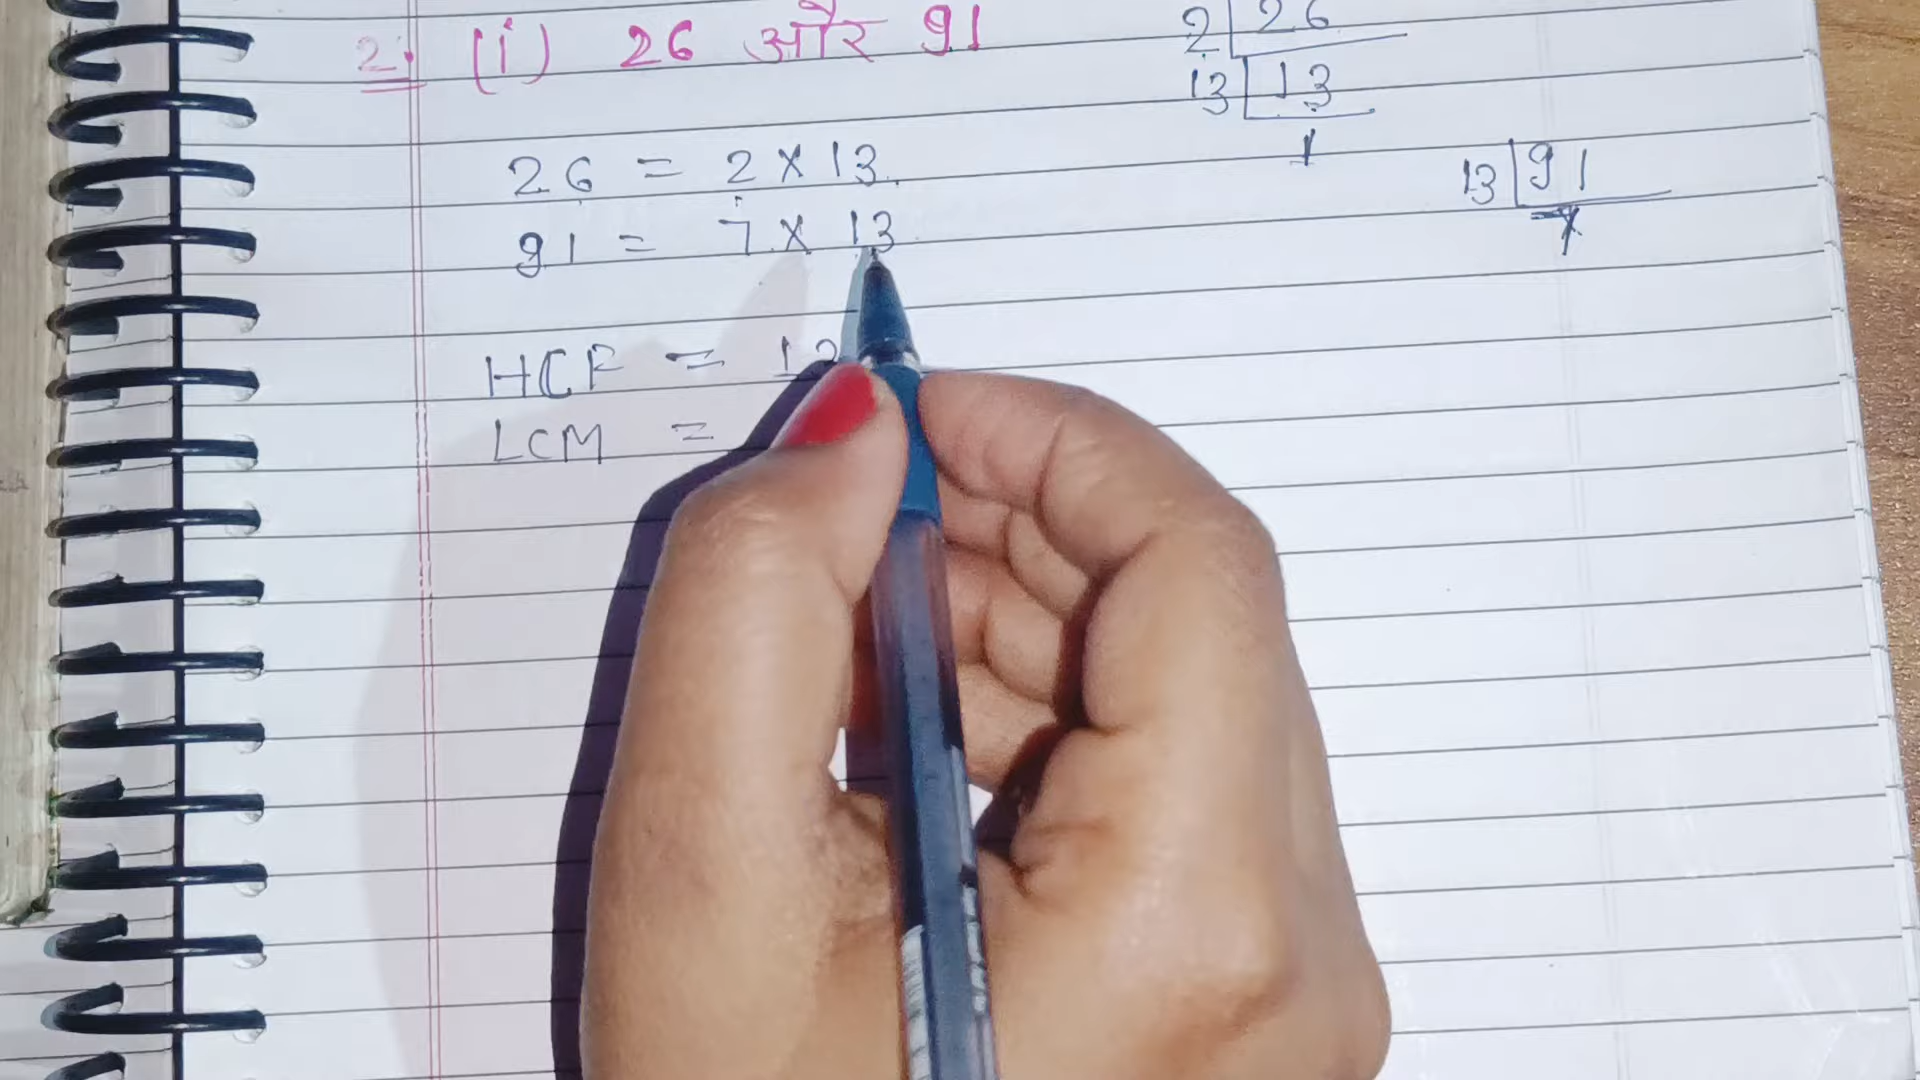 2. (i) 26 और 91
26 = 2 × 13
91 = 7 × 13
HCF = 13
LCM =
2 | 26
13 | 13
1
13 | 91
7